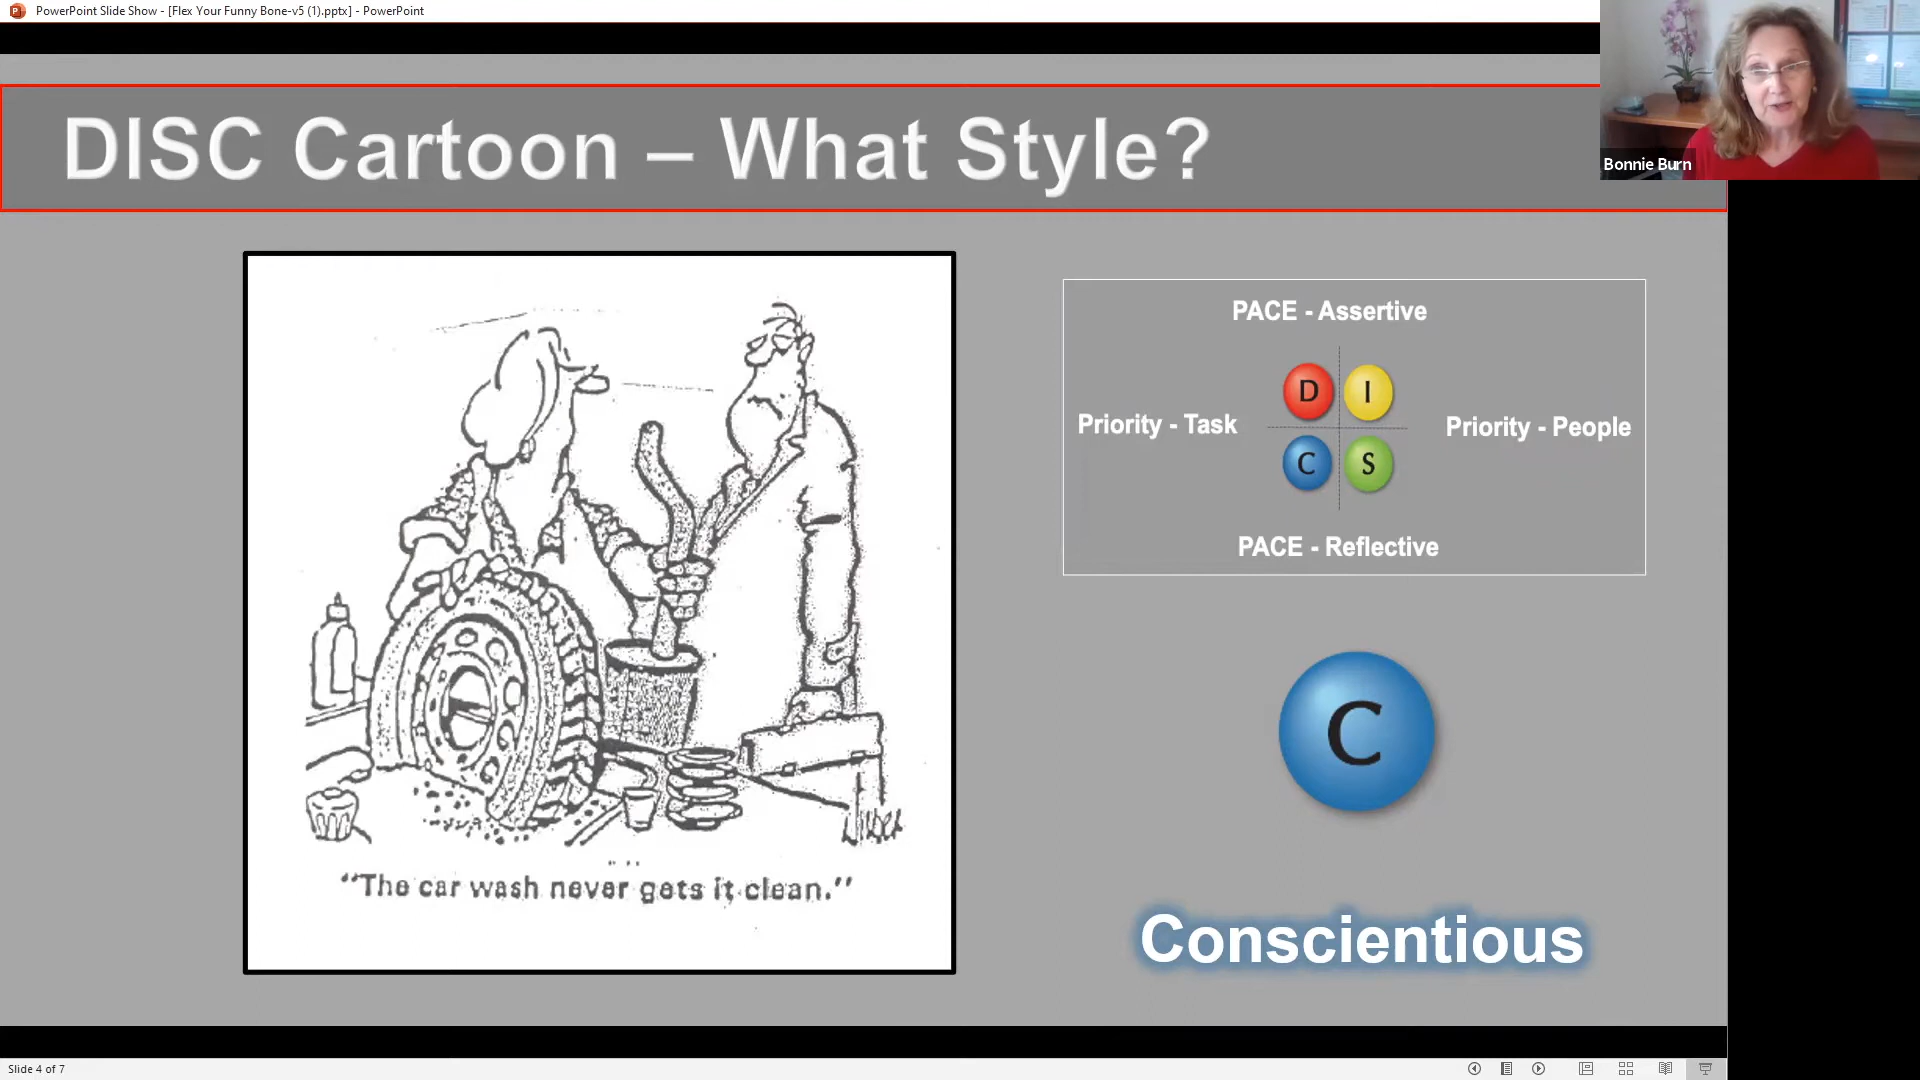 PowerPoint Slide Show - [Flex Your Funny Bone-v5 (1).pptx] - PowerPoint
Bonnie Burn
DISC Cartoon – What Style?
PACE - Assertive
D I
Priority - Task
Priority - People
C S
PACE - Reflective
C
"The car wash never gets it clean."
Conscientious
Slide 4 of 7